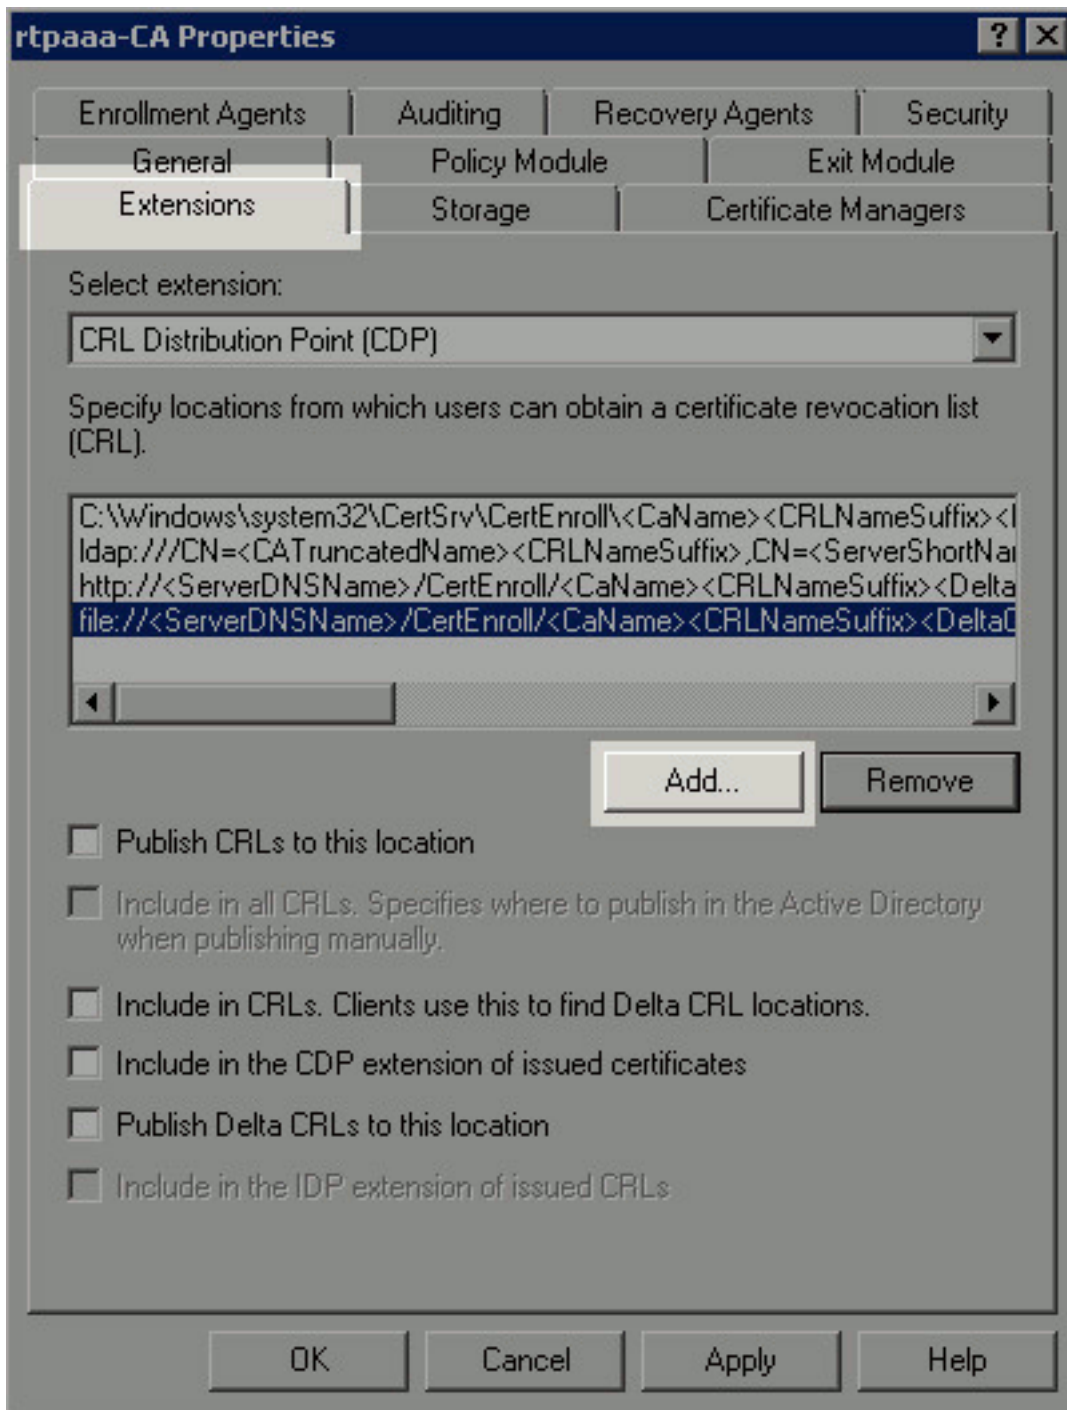 rtpaaa-CA Properties
Enrollment Agents Auditing Recovery Agents Security
General Policy Module Exit Module
Extensions Storage Certificate Managers
Select extension:
CRL Distribution Point (CDP)
Specify locations from which users can obtain a certificate revocation list
(CRL).
C:\Windows\system32\CertSrv\CertEnroll\<CaName><CRLNameSuffix><
ldap:///CN=<CATruncatedName><CRLNameSuffix>,CN=<ServerShortNa
http://<ServerDNSName>/CertEnroll/<CaName><CRLNameSuffix><Delta
file://<ServerDNSName>/CertEnroll/<CaName><CRLNameSuffix><Delta
Add... Remove
Publish CRLs to this location
Include in all CRLs. Specifies where to publish in the Active Directory
when publishing manually.
Include in CRLs. Clients use this to find Delta CRL locations.
Include in the CDP extension of issued certificates
Publish Delta CRLs to this location
Include in the IDP extension of issued CRLs
OK Cancel Apply Help